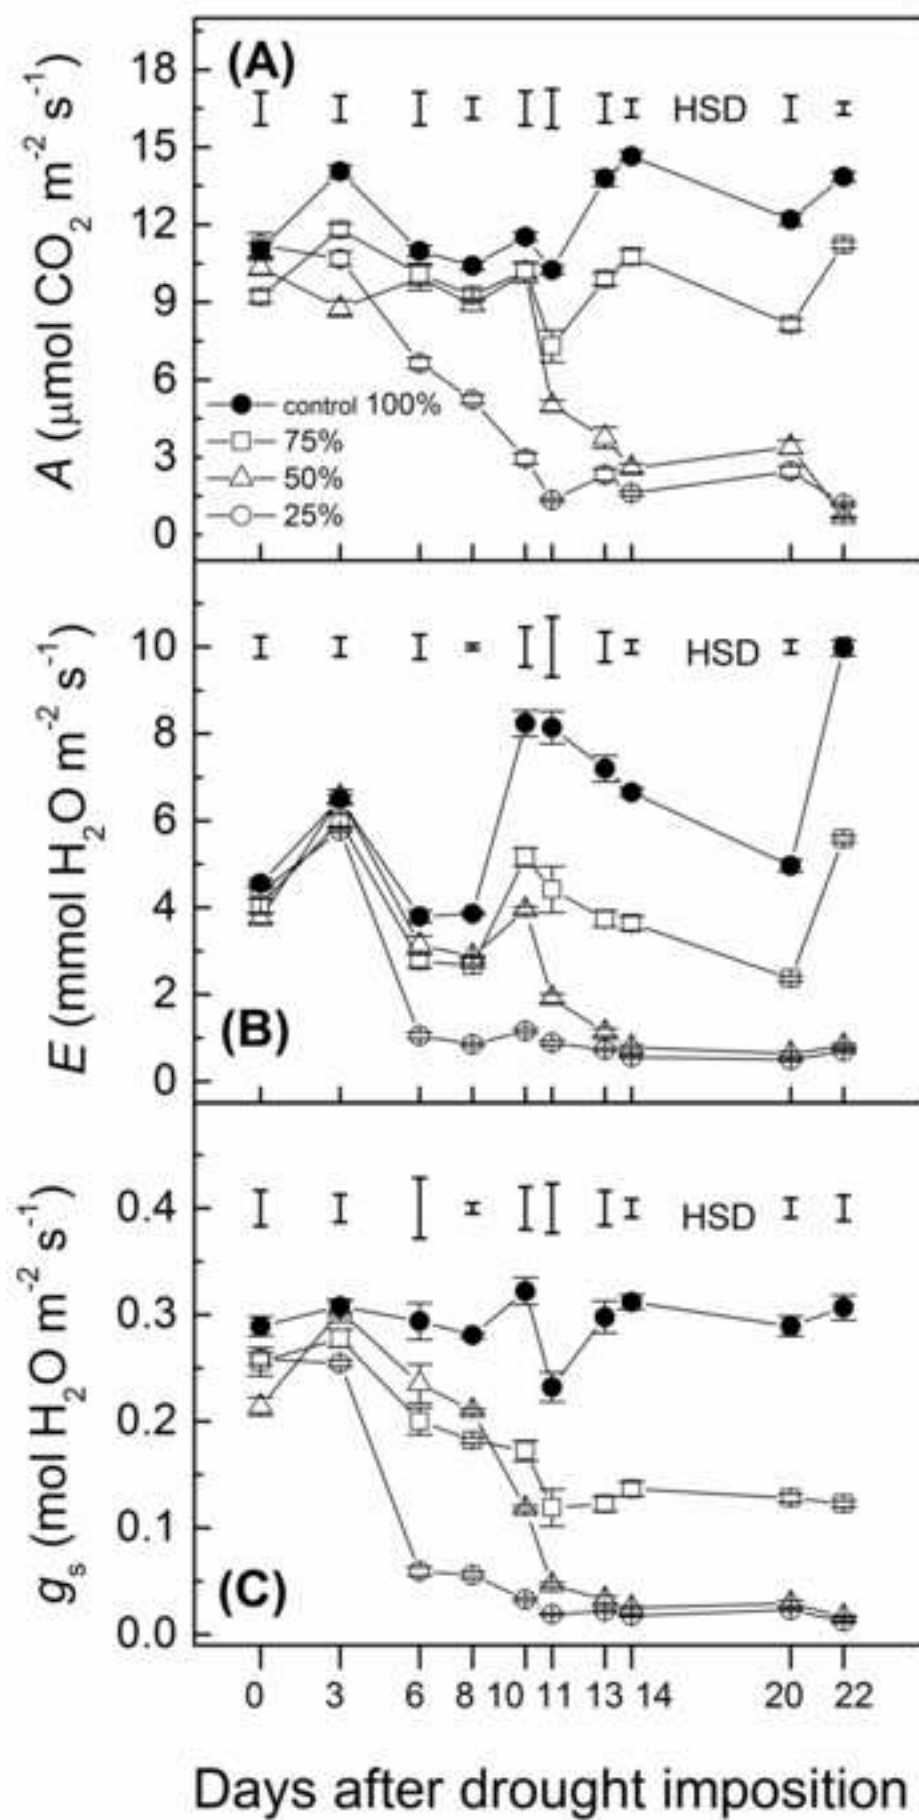 (A)
A (μmol CO₂ m⁻² s⁻¹)
18
15
12
9
6
3
0
HSD
control 100%
75%
50%
25%
E (mmol H₂O m⁻² s⁻¹)
10
8
6
4
2
0
HSD
(B)
gₛ (mol H₂O m⁻² s⁻¹)
0.4
0.3
0.2
0.1
0.0
HSD
(C)
0 3 6 8 10 11 13 14 20 22
Days after drought imposition